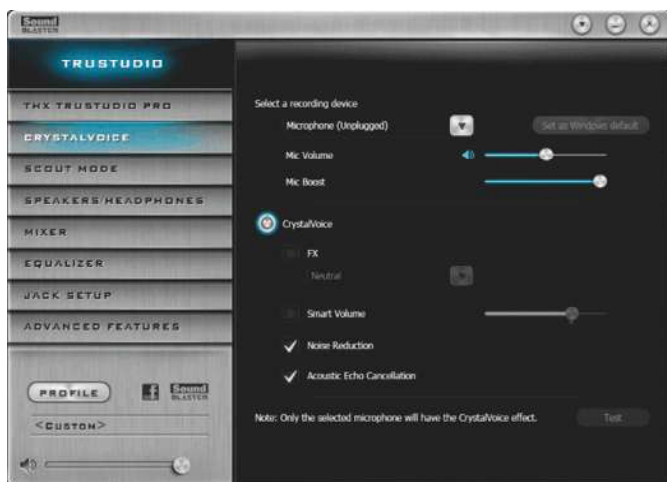 Sound
BLASTER
TRUSTUDIO
THX TRUSTUDIO PRO
CRYSTALVOICE
SCOUT MODE
SPEAKERS/HEADPHONES
MIXER
EQUALIZER
JACK SETUP
ADVANCED FEATURES
PROFILE
f
Sound
BLASTER
<CUSTOM>
Select a recording device
Microphone (Unplugged)
Set as Windows default
Mic Volume
Mic Boost
CrystalVoice
FX
Neutral
Smart Volume
Noise Reduction
Acoustic Echo Cancellation
Note: Only the selected microphone will have the CrystalVoice effect.
Test